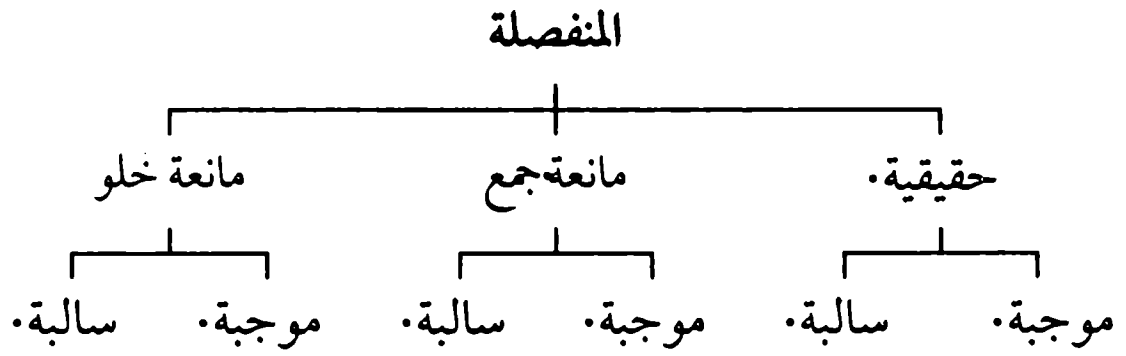 المنفصلة
حقيقية. مانعة جمع مانعة خلو
موجبة. سالبة. موجبة. سالبة. موجبة. سالبة.